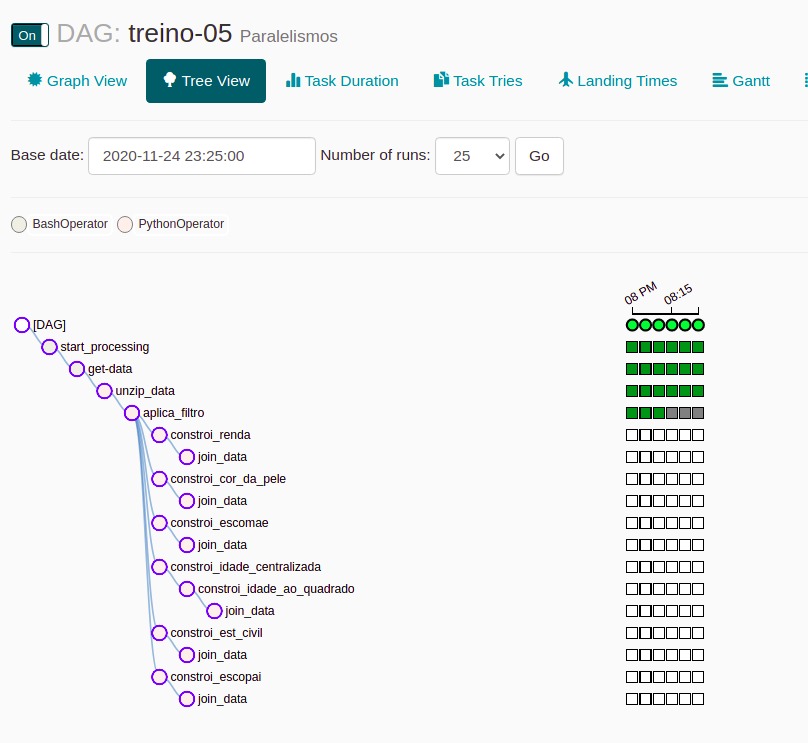 On DAG: treino-05 Paralelismos
Graph View Tree View Task Duration Task Tries Landing Times Gantt
Base date: 2020-11-24 23:25:00 Number of runs: 25 Go
BashOperator PythonOperator
08 PM 08:15
[DAG]
start_processing
get-data
unzip_data
aplica_filtro
constroi_renda
join_data
constroi_cor_da_pele
join_data
constroi_escomae
join_data
constroi_idade_centralizada
constroi_idade_ao_quadrado
join_data
constroi_est_civil
join_data
constroi_escopai
join_data